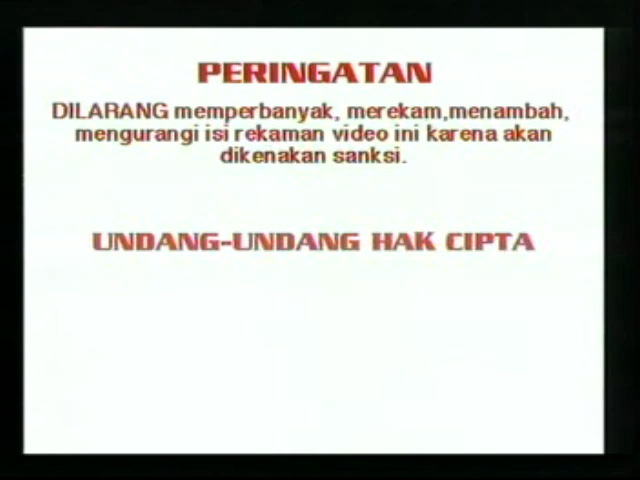 PERINGATAN
DILARANG memperbanyak, merekam,menambah,
mengurangi isi rekaman video ini karena akan
dikenakan sanksi.
UNDANG-UNDANG HAK CIPTA